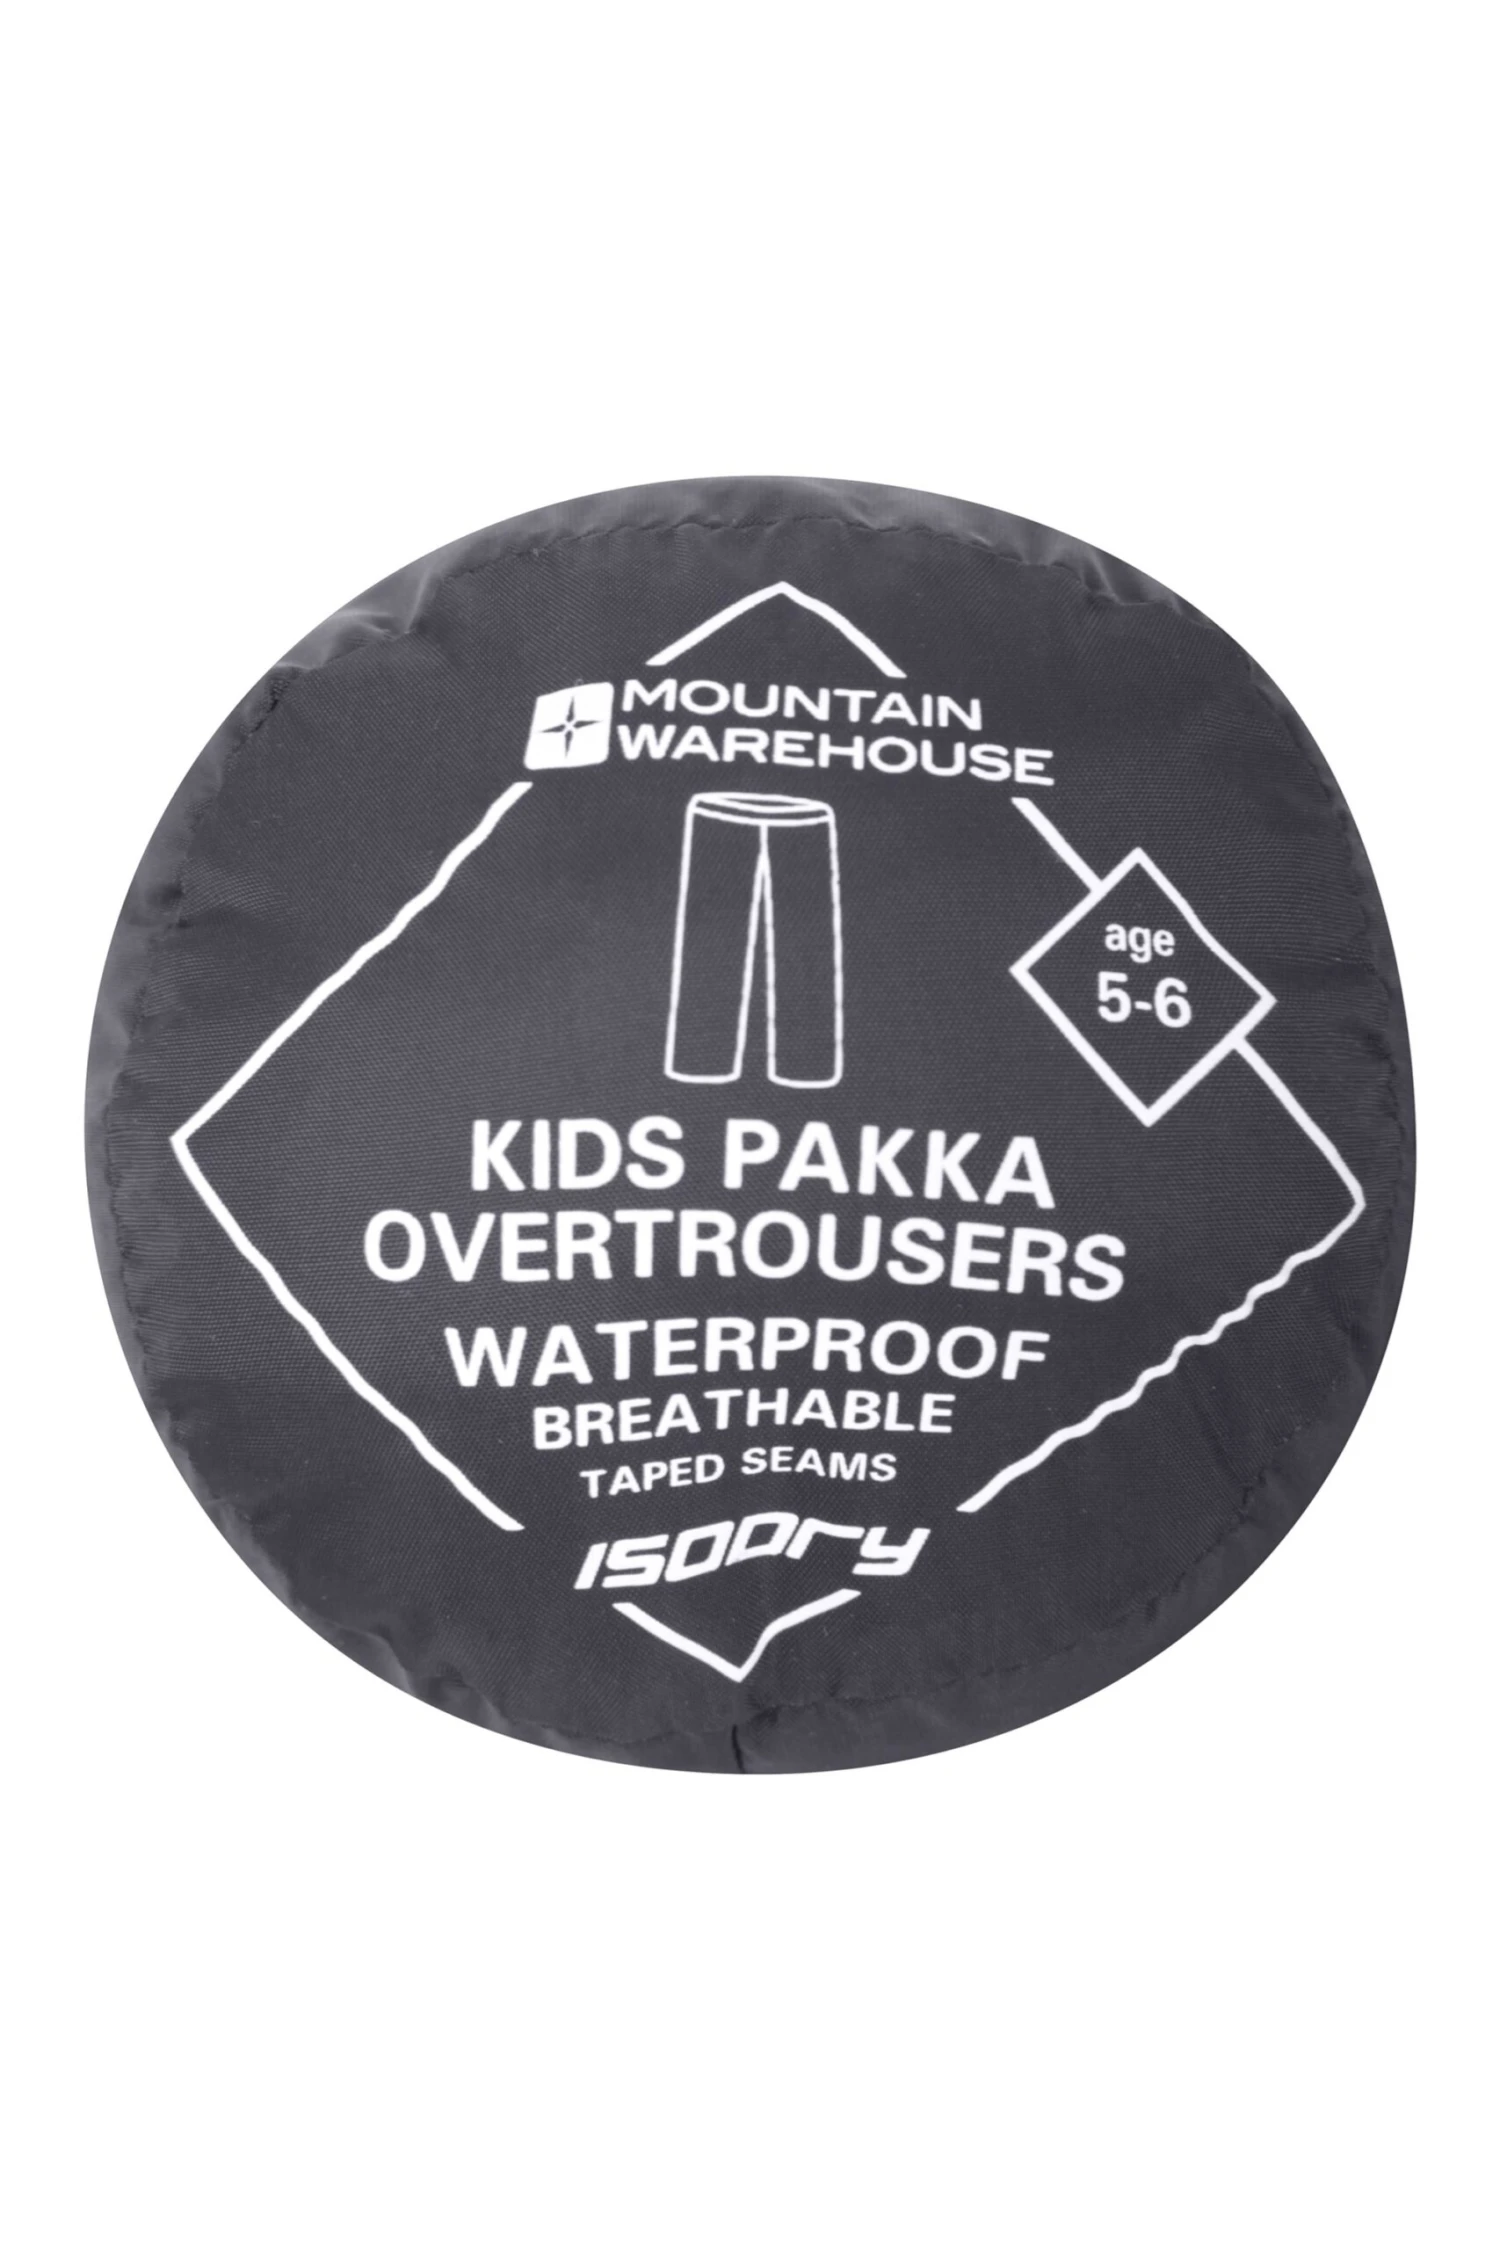 MOUNTAIN
WAREHOUSE
age
5-6
KIDS PAKKA
OVERTROUSERS
WATERPROOF
BREATHABLE
TAPED SEAMS
ISODry